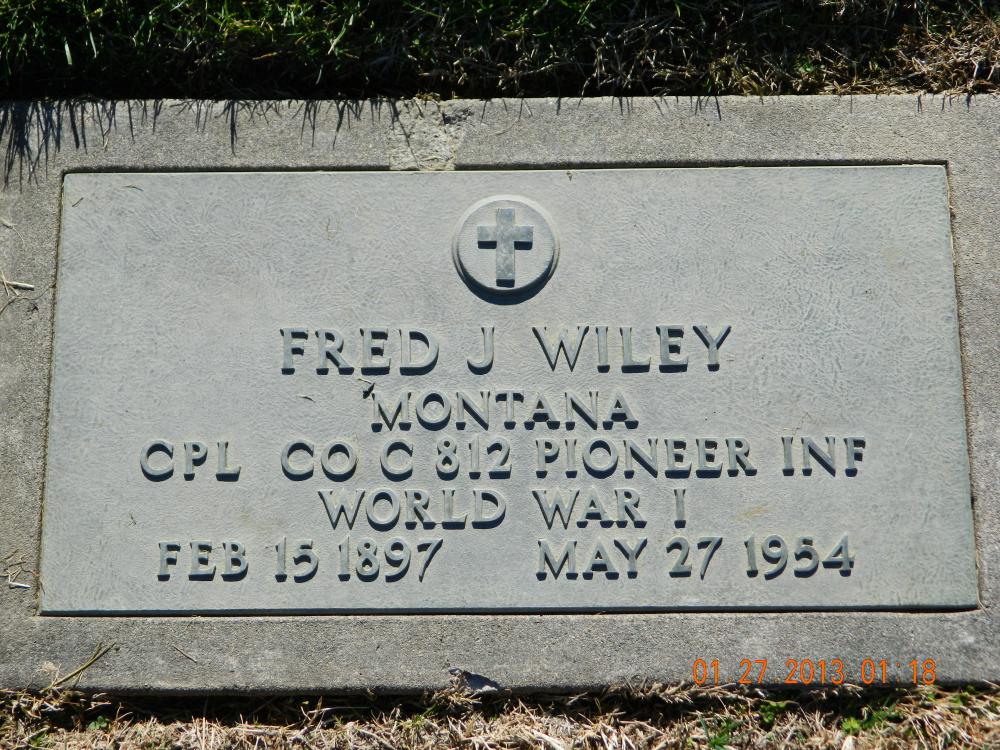 FRED J WILEY
MONTANA
CPL CO C 812 PIONEER INF
WORLD WAR I
FEB 15 1897 MAY 27 1954
01 27 2013 01 18